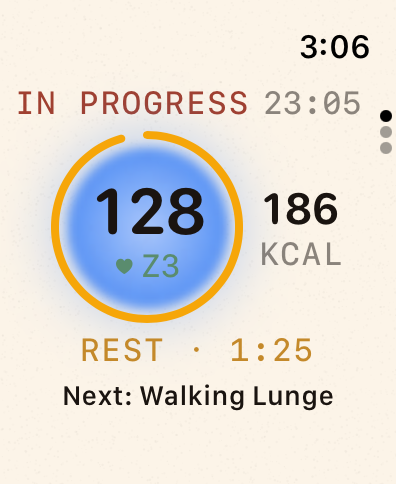 3:06
IN PROGRESS 23:05
128
Z3
186
KCAL
REST · 1:25
Next: Walking Lunge